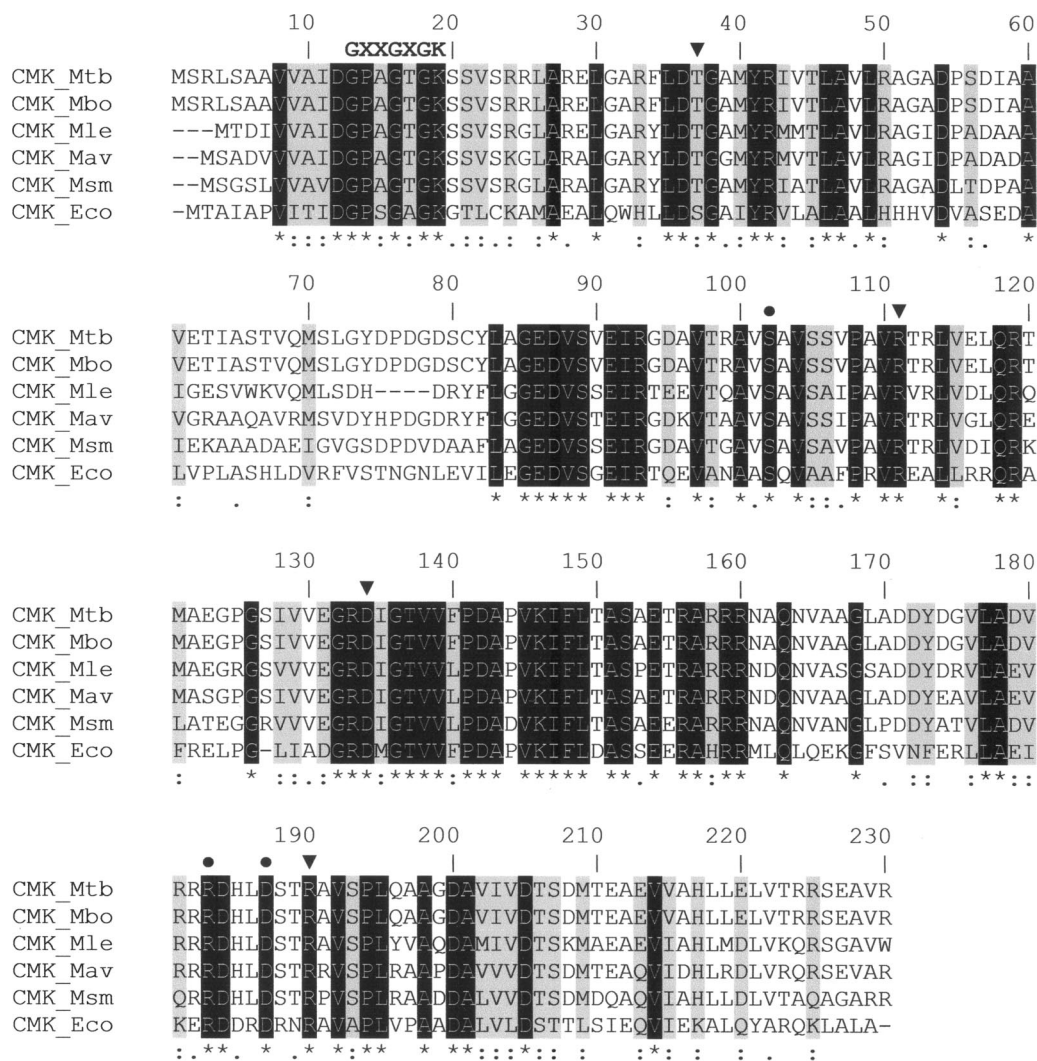 10 20 30 40 50 60
GXXGXGK ▼
CMK_Mtb MSRLSAAVVAIDGPAGTGKSSVSRRLARELGARFLDTGAMYRIVTLAVLRAGADPSDIAA
CMK_Mbo MSRLSAAVVAIDGPAGTGKSSVSRRLARELGARFLDTGAMYRIVTLAVLRAGADPSDIAA
CMK_Mle ---MTDIVVAIDGPAGTGKSSVSRGLARELGARYLDTGAMYRMMTLAVLRAGIDPADAAA
CMK_Mav --MSADVVVAIDGPAGTGKSSVSKGLARALGARYLDTGGMYRMVTLAVLRAGIDPADADA
CMK_Msm --MSGSLVVAVDGPAGTGKSSVSRGLARALGARYLDTGAMYRIATLAVLRAGADLTDPAA
CMK_Eco -MTAIAPVITIDGPSGAGKGTLCKAMAEALQWHLLDSGAIYRVLALAALHHHVDVASEDA
*:::****:*:**.::.: :*. * : **:*.:**: :**.*: * :. *
70 80 90 100 110 120
● ▼
CMK_Mtb VETIASTVQMSLGYDPDGDSCYLAGEDVSVEIRGDAVTRAVSAVSSVPAVRTRLVELQRT
CMK_Mbo VETIASTVQMSLGYDPDGDSCYLAGEDVSVEIRGDAVTRAVSAVSSVPAVRTRLVELQRT
CMK_Mle IGESVWKVQMLSDH----DRYFLGGEDVSSEIRTEEVTQAVSAVSAIPAVRVRLVDLQRQ
CMK_Mav VGRAAQAVRMSVDYHPDGDRYFLGGEDVSTEIRGDKVTRAVSAVSSIPAVRTRLVGLQRE
CMK_Msm IEKAAADAEIGVGSDPDVDAAFLAGEDVSSEIRGDAVTGAVSAVSAVPAVRTRLVDIQRK
CMK_Eco LVPLASHLDVRFVSTNGNLEVILEGEDVSGEIRTQEVANAASQVAAFPRVREALLRRQRA
: . : * ***** *** : *: * * *::.* ** *: **
130 140 150 160 170 180
▼
CMK_Mtb MAEGPGSIVVEGRDIGTVVFPDAPVKIFLTASAETRARRRNAQNVAAGLADDYDGVLADV
CMK_Mbo MAEGPGSIVVEGRDIGTVVFPDAPVKIFLTASAETRARRRNAQNVAAGLADDYDGVLADV
CMK_Mle MAEGRGSVVVEGRDIGTVVLPDAPVKIFLTASPETRARRRNDQNVASGSADDYDRVLAEV
CMK_Mav MASGPGSIVVEGRDIGTVVLPDAPVKIFLTASAETRARRRNDQNVAAGLADDYEAVLAEV
CMK_Msm LATEGGRVVVEGRDIGTVVLPDADVKIFLTASAEERARRRNAQNVANGLPDDYATVLADV
CMK_Eco FRELPG-LIADGRDMGTVVFPDAPVKIFLDASSEERAHRRMLQLQEKGFSVNFERLLAEI
: * ::.:***:****:*** ***** **.* **:** * * . :: :**::
190 200 210 220 230
● ● ▼
CMK_Mtb RRRDHLDSTRAVSPLQAAGDAVIVDTSDMTEAEVVAHLLELVTRRSEAVR
CMK_Mbo RRRDHLDSTRAVSPLQAAGDAVIVDTSDMTEAEVVAHLLELVTRRSEAVR
CMK_Mle RRRDHLDSTRAVSPLYVAQDAMIVDTSKMAEAEVIAHLMDLVKQRSGAVW
CMK_Mav RRRDHLDSTRRVSPLRAAPDAVVVDTSDMTEAQVIDHLRDLVRQRSEVAR
CMK_Msm QRRDHLDSTRPVSPLRAADDALVVDTSDMDQAQVIAHLLDLVTAQAGARR
CMK_Eco KERDDRDRNRAVAPLVPAADALVLDSTTLSIEQVIEKALQYARQKLALA-
:.**. * .* *:** * **:::*:: : :*: : : . : .